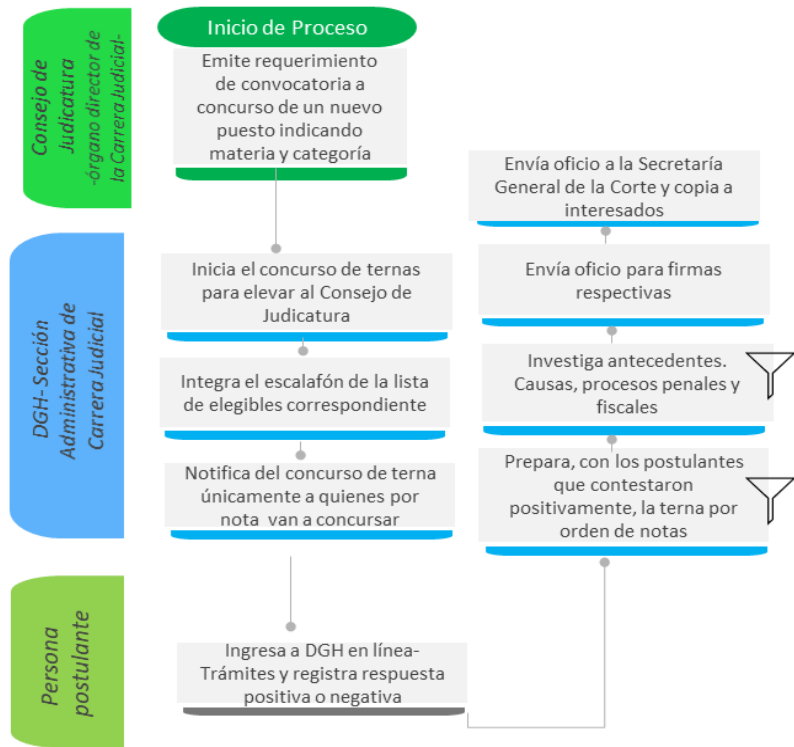 Consejo de
Judicatura
-órgano director de
la Carrera Judicial-
Inicio de Proceso
Emite requerimiento
de convocatoria a
concurso de un nuevo
puesto indicando
materia y categoría
DGH- Sección
Administrativa de
Carrera Judicial
Inicia el concurso de ternas
para elevar al Consejo de
Judicatura
Integra el escalafón de la lista
de elegibles correspondiente
Notifica del concurso de terna
únicamente a quienes por
nota van a concursar
Persona
postulante
Ingresa a DGH en línea-
Trámites y registra respuesta
positiva o negativa
Prepara, con los postulantes
que contestaron
positivamente, la terna por
orden de notas
Investiga antecedentes.
Causas, procesos penales y
fiscales
Envía oficio para firmas
respectivas
Envía oficio a la Secretaría
General de la Corte y copia a
interesados